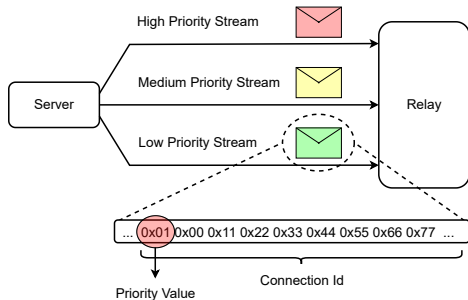 High Priority Stream
Medium Priority Stream
Server
Relay
Low Priority Stream
... 0x01 0x00 0x11 0x22 0x33 0x44 0x55 0x66 0x77 ...
Connection Id
Priority Value